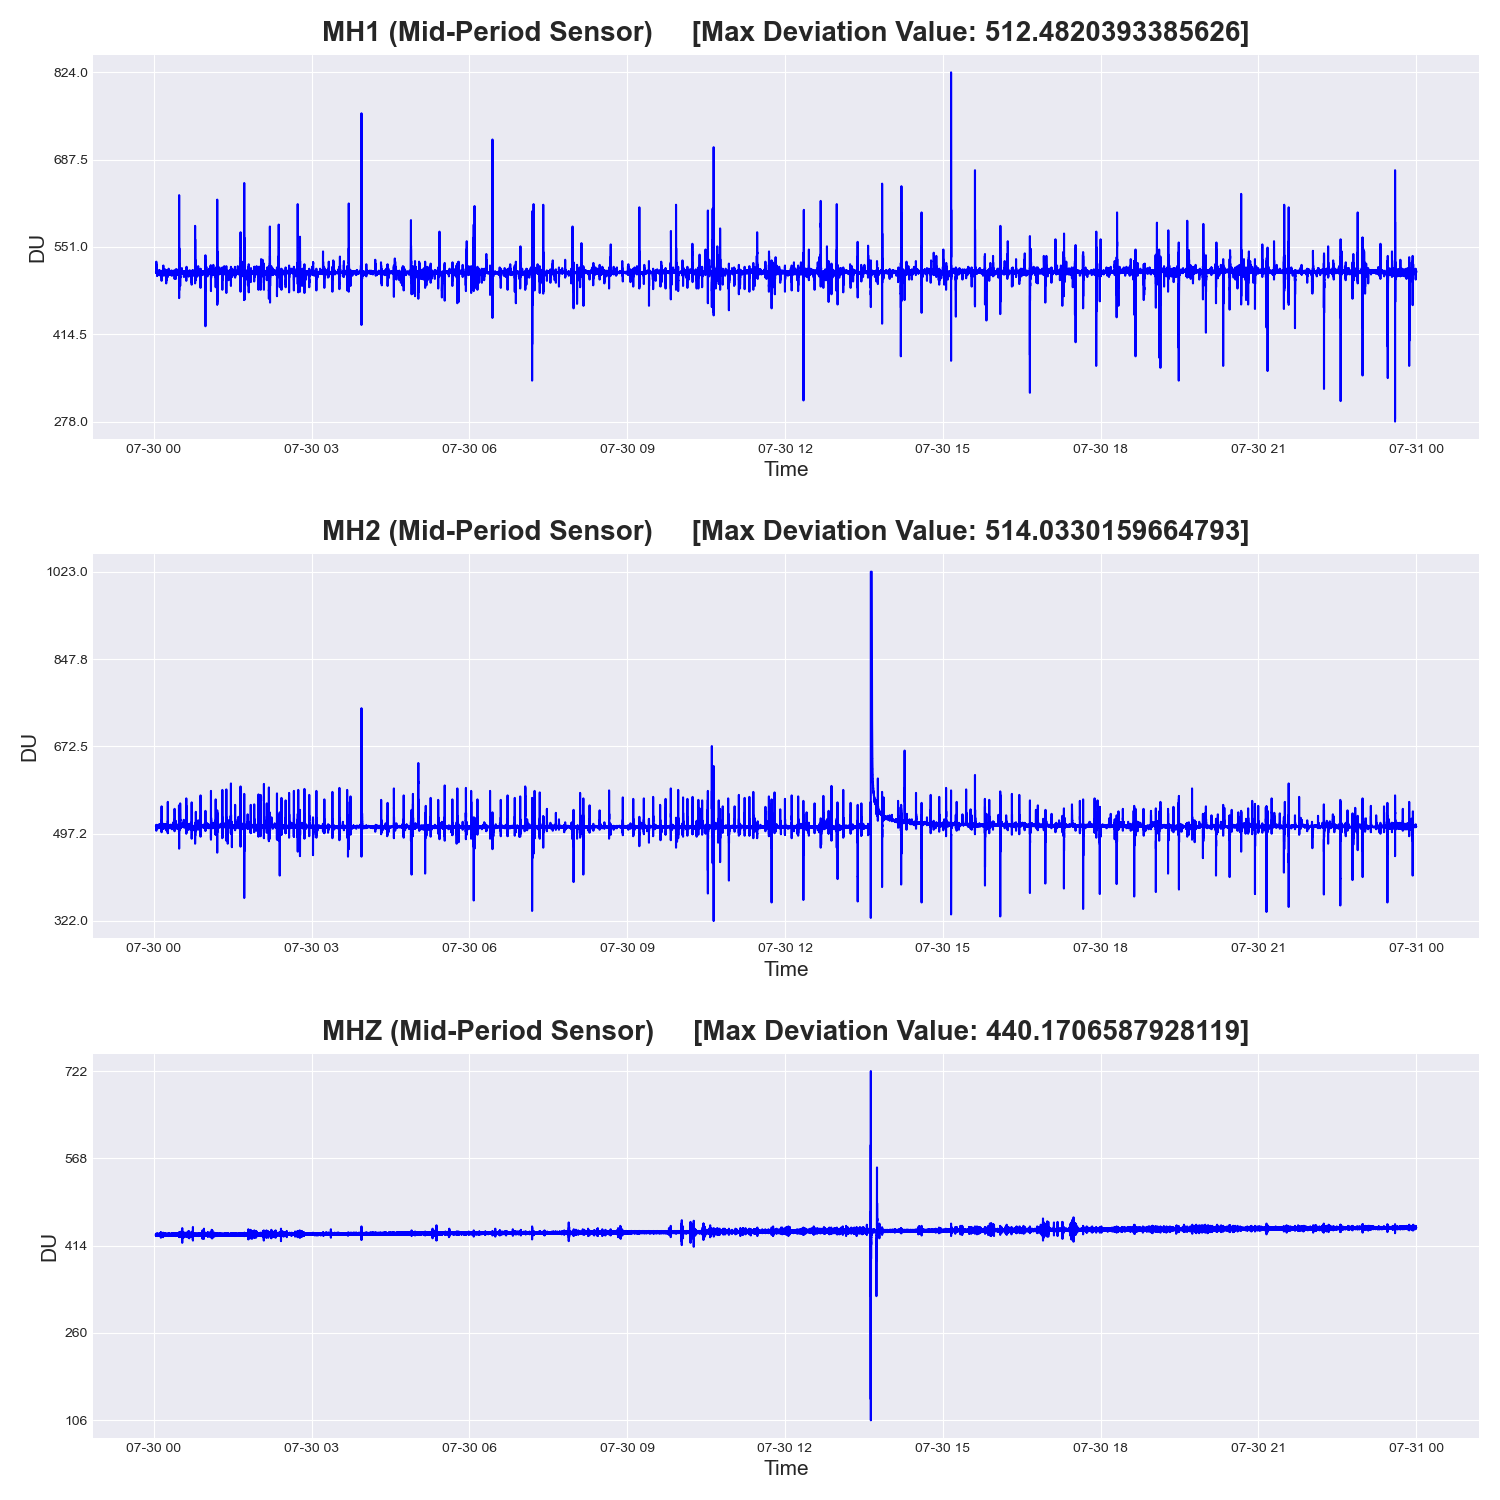 MH1 (Mid-Period Sensor) [Max Deviation Value: 512.4820393385626]
824.0
687.5
551.0
414.5
278.0
DU
07-30 00 07-30 03 07-30 06 07-30 09 07-30 12 07-30 15 07-30 18 07-30 21 07-31 00
Time
MH2 (Mid-Period Sensor) [Max Deviation Value: 514.0330159664793]
1023.0
847.8
672.5
497.2
322.0
DU
07-30 00 07-30 03 07-30 06 07-30 09 07-30 12 07-30 15 07-30 18 07-30 21 07-31 00
Time
MHZ (Mid-Period Sensor) [Max Deviation Value: 440.1706587928119]
722
568
414
260
106
DU
07-30 00 07-30 03 07-30 06 07-30 09 07-30 12 07-30 15 07-30 18 07-30 21 07-31 00
Time